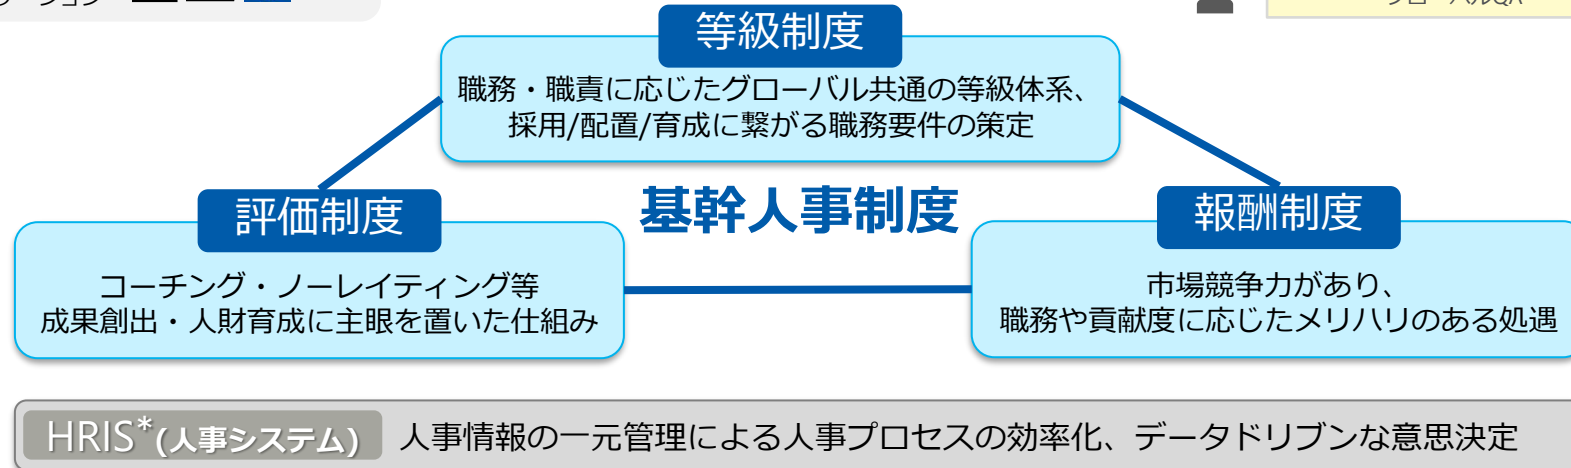 等級制度
職務・職責に応じたグローバル共通の等級体系、
採用/配置/育成に繋がる職務要件の策定
基幹人事制度
評価制度
コーチング・ノーレイティング等
成果創出・人財育成に主眼を置いた仕組み
報酬制度
市場競争力があり、
職務や貢献度に応じたメリハリのある処遇
HRIS*(人事システム) 人事情報の一元管理による人事プロセスの効率化、データドリブンな意思決定